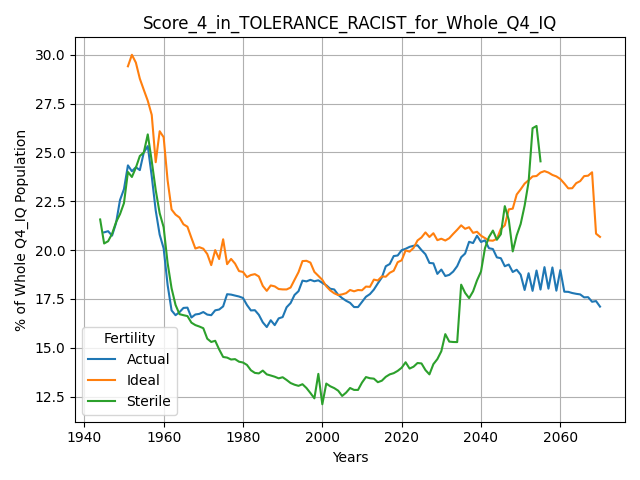 Score_4_in_TOLERANCE_RACIST_for_Whole_Q4_IQ
% of Whole Q4_IQ Population
30.0
27.5
25.0
22.5
20.0
17.5
15.0
12.5
Fertility
Actual
Ideal
Sterile
1940
1960
1980
2000
2020
2040
2060
Years